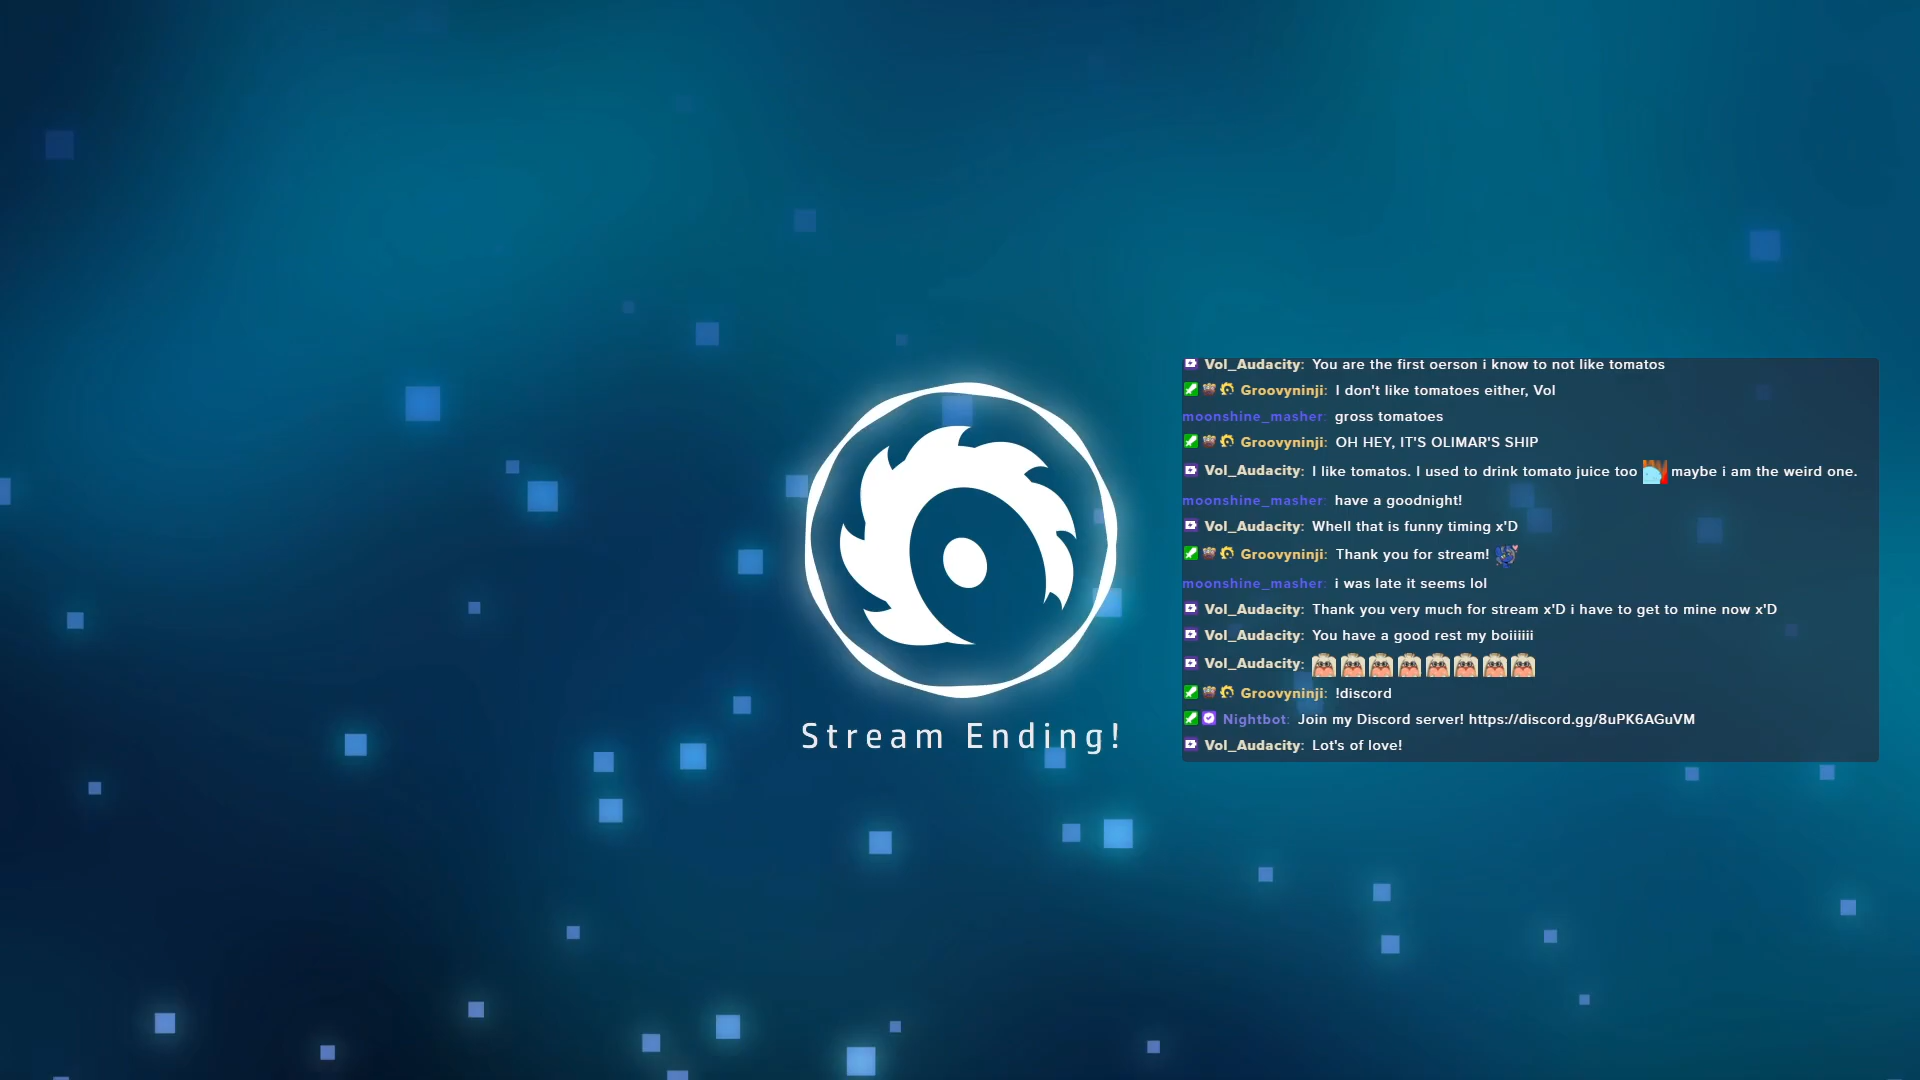 Vol_Audacity: You are the first oerson i know to not like tomatos
Groovyninji: I don't like tomatoes either, Vol
moonshine_masher: gross tomatoes
Groovyninji: OH HEY, IT'S OLIMAR'S SHIP
Vol_Audacity: I like tomatos. I used to drink tomato juice too maybe i am the weird one.
moonshine_masher: have a goodnight!
Vol_Audacity: Whell that is funny timing x'D
Groovyninji: Thank you for stream!
moonshine_masher: i was late it seems lol
Vol_Audacity: Thank you very much for stream x'D i have to get to mine now x'D
Vol_Audacity: You have a good rest my boiiiiii
Vol_Audacity:
Groovyninji: !discord
Nightbot: Join my Discord server! https://discord.gg/8uPK6AGuVM
Vol_Audacity: Lot's of love!
Stream Ending!